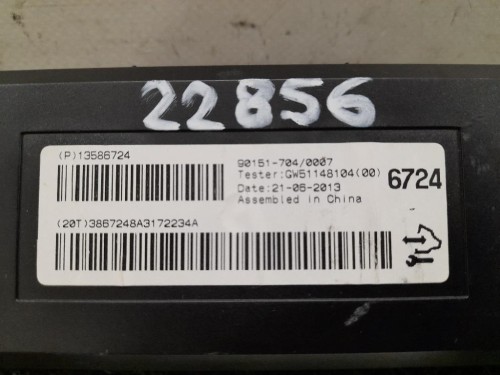 22856
(P)13586724
90151-704/0007
Tester:GW51148104(00)
6724
Date:21-06-2013
Assembled in China
(20T)3867248A3172234A